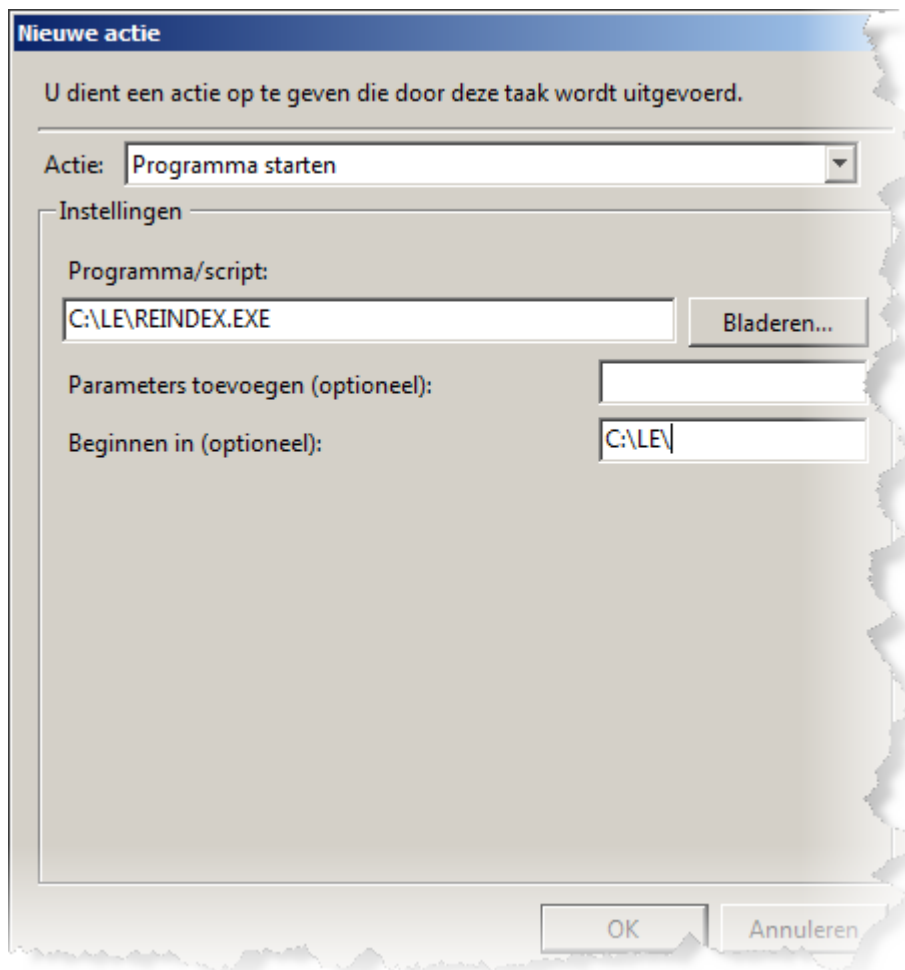 Nieuwe actie
U dient een actie op te geven die door deze taak wordt uitgevoerd.
Actie: Programma starten
Instellingen
Programma/script:
C:\LE\REINDEX.EXE Bladeren...
Parameters toevoegen (optioneel):
Beginnen in (optioneel): C:\LE\
OK Annuleren